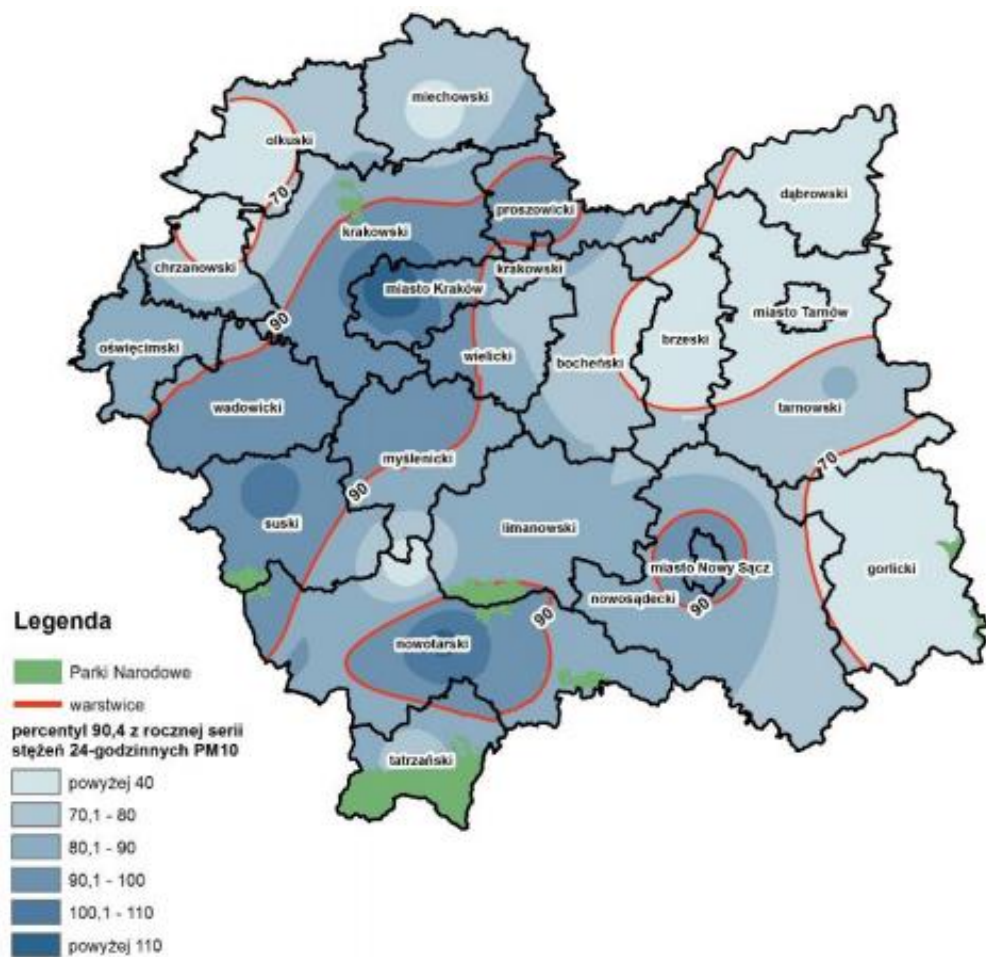 miechowski
olkuski
dąbrowski
70
proszowicki
krakowski
chrzanowski
krakowski
miasto Kraków
miasto Tarnów
90
oświęcimski
brzeski
wielicki
bocheński
wadowicki
tarnowski
myślenicki
70
90
suski
limanowski
miasto Nowy Sącz
gorlicki
nowosądecki
90
90
nowotarski
tatrzański
Legenda
Parki Narodowe
warstwice
percentyl 90,4 z rocznej serii
stężeń 24-godzinnych PM10
powyżej 40
70,1 - 80
80,1 - 90
90,1 - 100
100,1 - 110
powyżej 110